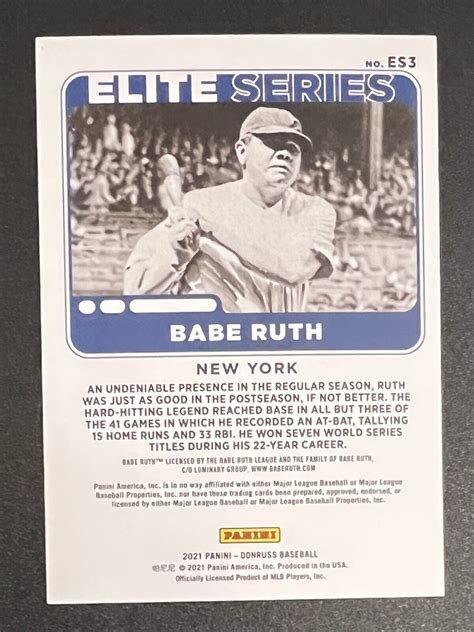 NO. ES3
ELITE SERIES
BABE RUTH
NEW YORK
AN UNDENIABLE PRESENCE IN THE REGULAR SEASON, RUTH
WAS JUST AS GOOD IN THE POSTSEASON, IF NOT BETTER. THE
HARD-HITTING LEGEND REACHED BASE IN ALL BUT THREE OF
THE 41 GAMES IN WHICH HE RECORDED AN AT-BAT, TALLYING
15 HOME RUNS AND 33 RBI. HE WON SEVEN WORLD SERIES
TITLES DURING HIS 22-YEAR CAREER.
BABE RUTH™ LICENSED BY THE BABE RUTH LEAGUE AND THE FAMILY OF BABE RUTH,
C/O LUMINARY GROUP, WWW.BABERUTH.COM
Panini America, Inc. is in no way affiliated with either Major League Baseball or Major League
Baseball Properties, Inc. nor have these trading cards been prepared, approved, endorsed, or
licensed by either Major League Baseball or Major League Baseball Properties, Inc.
PANINI
2021 PANINI – DONRUSS BASEBALL
帕尼尼 © 2021 Panini America, Inc. Produced in the USA.
Officially Licensed Product of MLB Players, Inc.